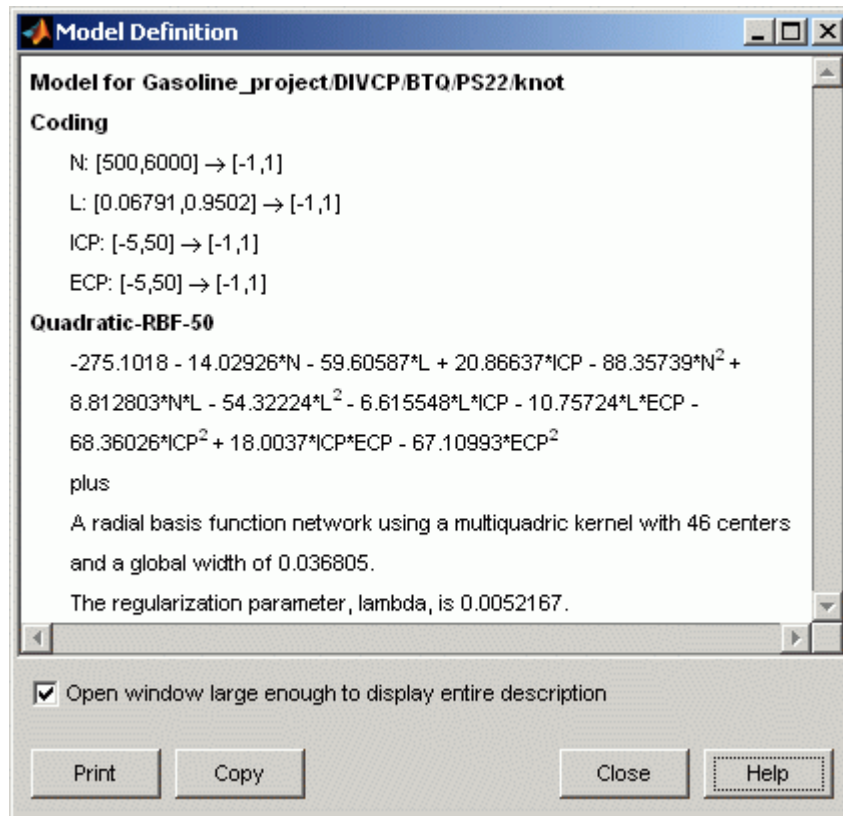 Model Definition
Model for Gasoline_project/DIVCP/BTQ/PS22/knot
Coding
N: [500,6000] → [-1,1]
L: [0.06791,0.9502] → [-1,1]
ICP: [-5,50] → [-1,1]
ECP: [-5,50] → [-1,1]
Quadratic-RBF-50
-275.1018 - 14.02926*N - 59.60587*L + 20.86637*ICP - 88.35739*N² +
8.812803*N*L - 54.32224*L² - 6.615548*L*ICP - 10.75724*L*ECP -
68.36026*ICP² + 18.0037*ICP*ECP - 67.10993*ECP²
plus
A radial basis function network using a multiquadric kernel with 46 centers
and a global width of 0.036805.
The regularization parameter, lambda, is 0.0052167.
Open window large enough to display entire description
Print Copy Close Help